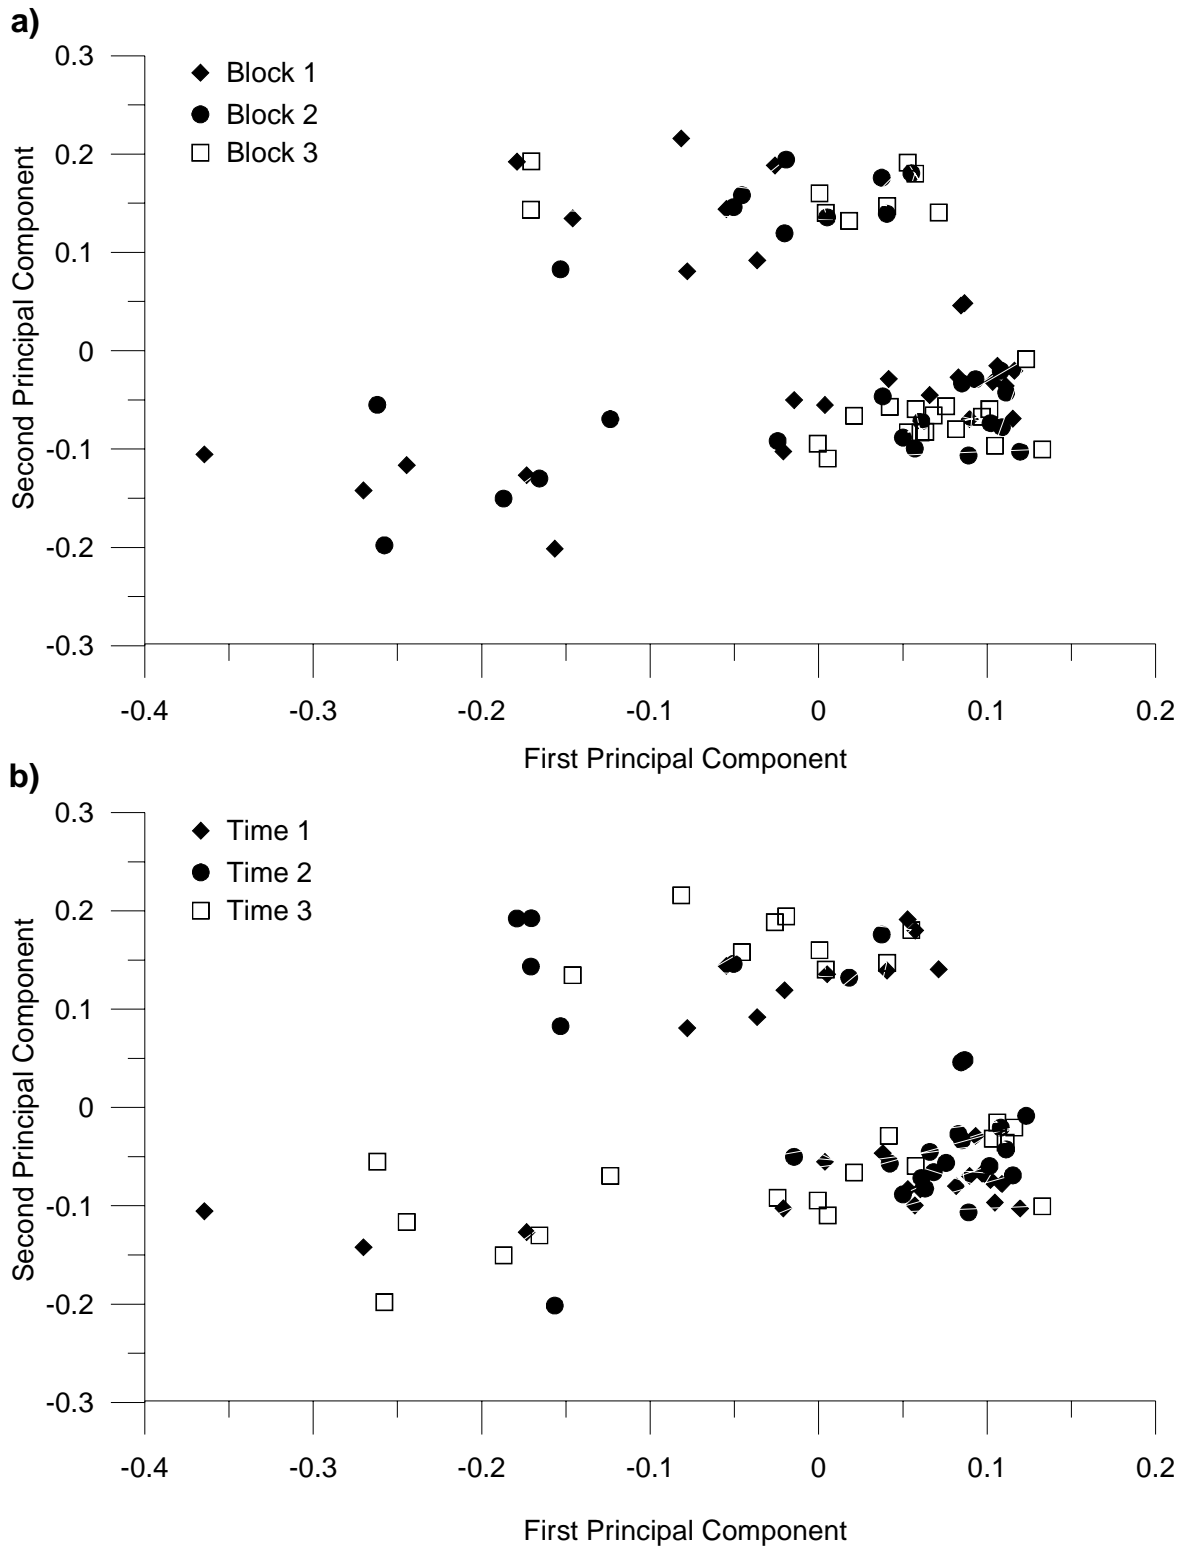 a)
0.3
0.2
0.1
0
-0.1
-0.2
-0.3
Second Principal Component
Block 1
Block 2
Block 3
-0.4 -0.3 -0.2 -0.1 0 0.1 0.2
First Principal Component
b)
0.3
0.2
0.1
0
-0.1
-0.2
-0.3
Second Principal Component
Time 1
Time 2
Time 3
-0.4 -0.3 -0.2 -0.1 0 0.1 0.2
First Principal Component